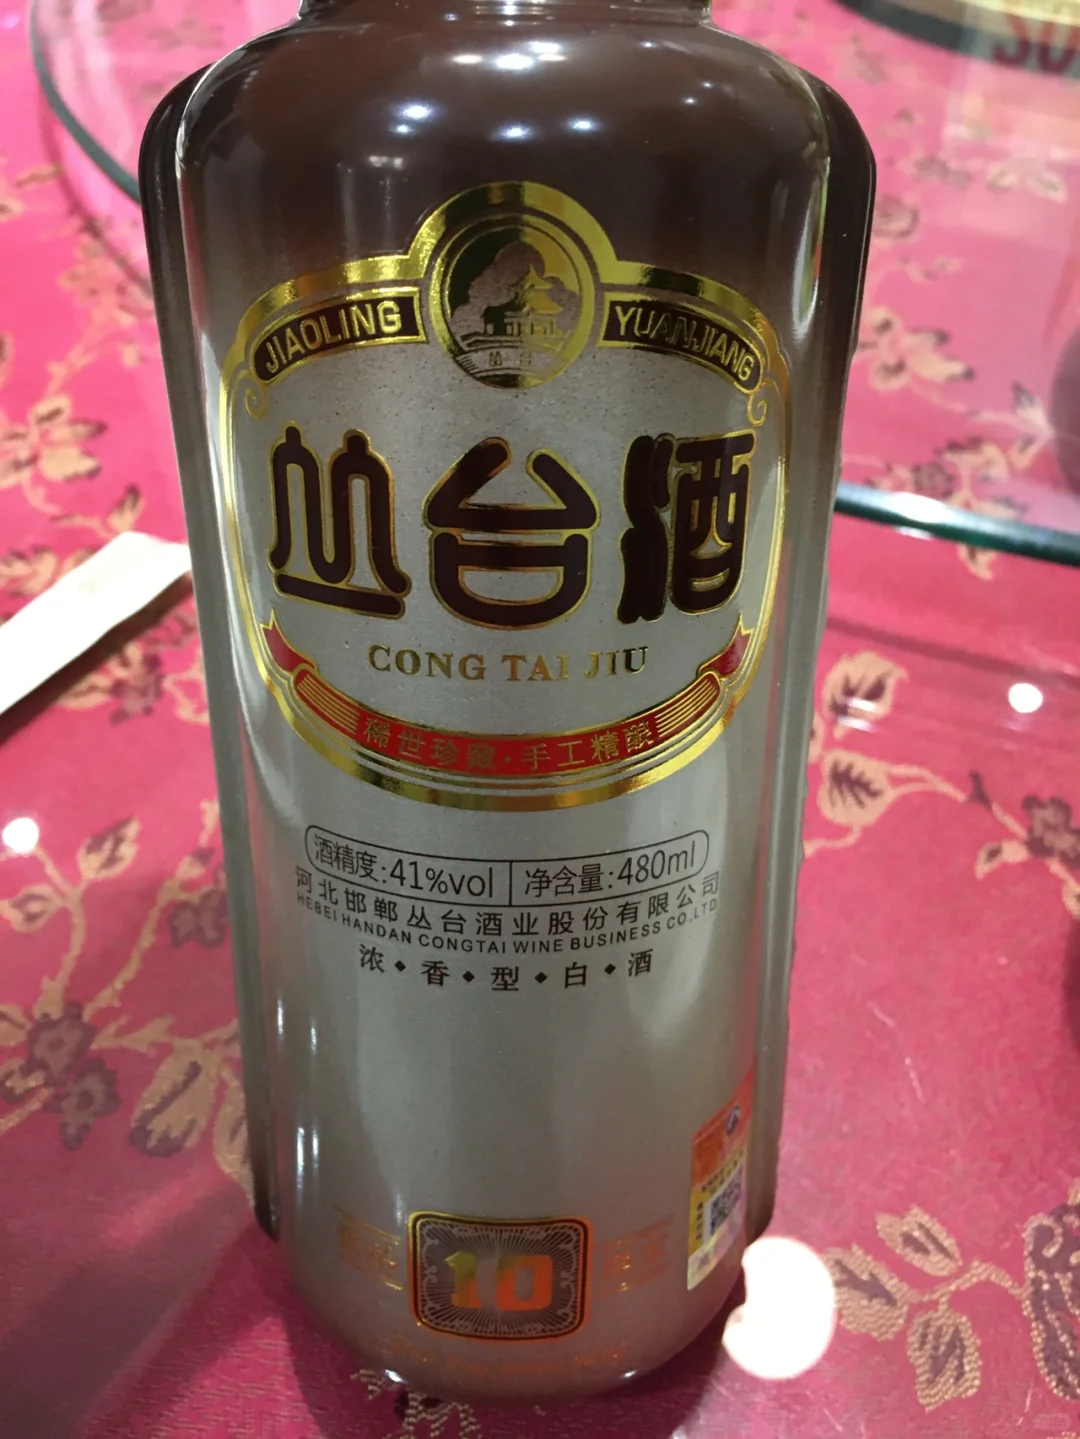 JIAOLING YUANJIANG
丛台
丛台酒
CONG TAI JIU
稀世珍藏·手工精酿
酒精度:41%vol 净含量:480ml
河北邯郸丛台酒业股份有限公司
HEBEI HANDAN CONGTAI WINE BUSINESS CO.,LTD
浓◆香◆型◆白◆酒
10